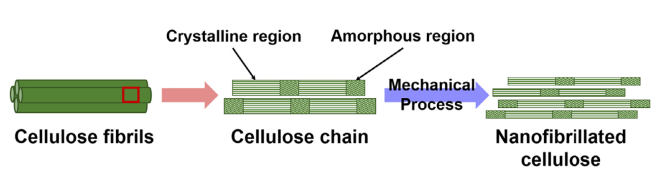 Crystalline region
Amorphous region
Mechanical
Process
Cellulose fibrils
Cellulose chain
Nanofibrillated
cellulose